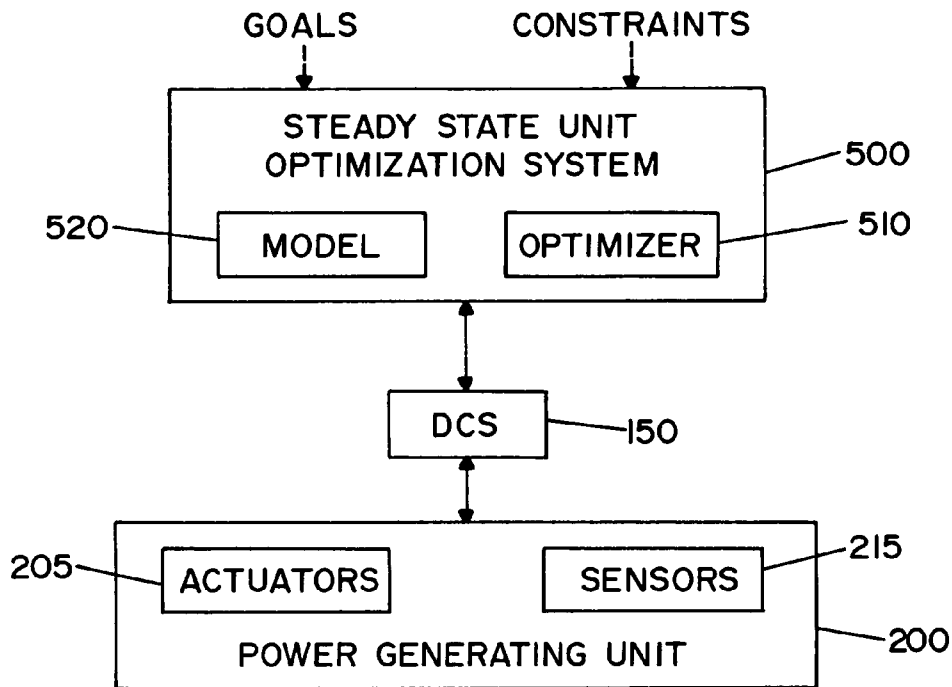 GOALS CONSTRAINTS
STEADY STATE UNIT
OPTIMIZATION SYSTEM
500
520
MODEL
OPTIMIZER
510
DCS
150
205
ACTUATORS
SENSORS
215
POWER GENERATING UNIT
200